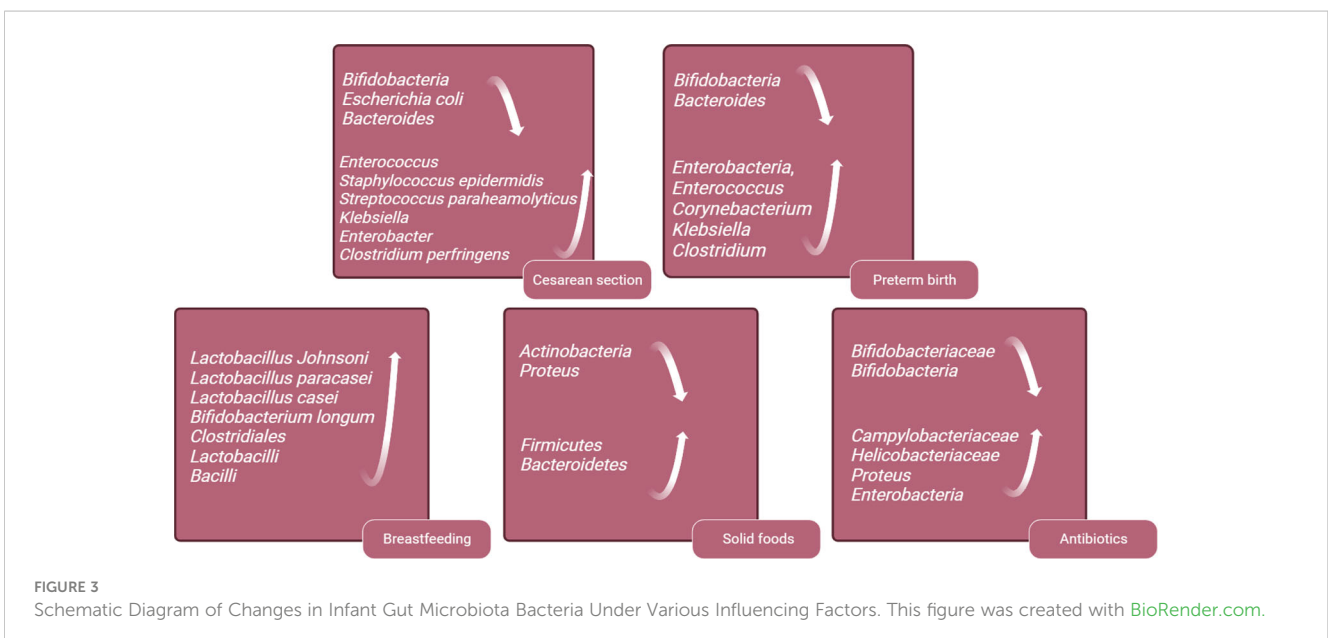 Bifidobacteria
Escherichia coli
Bacteroides
Enterococcus
Staphylococcus epidermidis
Streptococcus paraheamolyticus
Klebsiella
Enterobacter
Clostridium perfringens
Cesarean section
Bifidobacteria
Bacteroides
Enterobacteria,
Enterococcus
Corynebacterium
Klebsiella
Clostridium
Preterm birth
Lactobacillus Johnsoni
Lactobacillus paracasei
Lactobacillus casei
Bifidobacterium longum
Clostridiales
Lactobacilli
Bacilli
Breastfeeding
Actinobacteria
Proteus
Firmicutes
Bacteroidetes
Solid foods
Bifidobacteriaceae
Bifidobacteria
Campylobacteriaceae
Helicobacteriaceae
Proteus
Enterobacteria
Antibiotics
FIGURE 3
Schematic Diagram of Changes in Infant Gut Microbiota Bacteria Under Various Influencing Factors. This figure was created with BioRender.com.